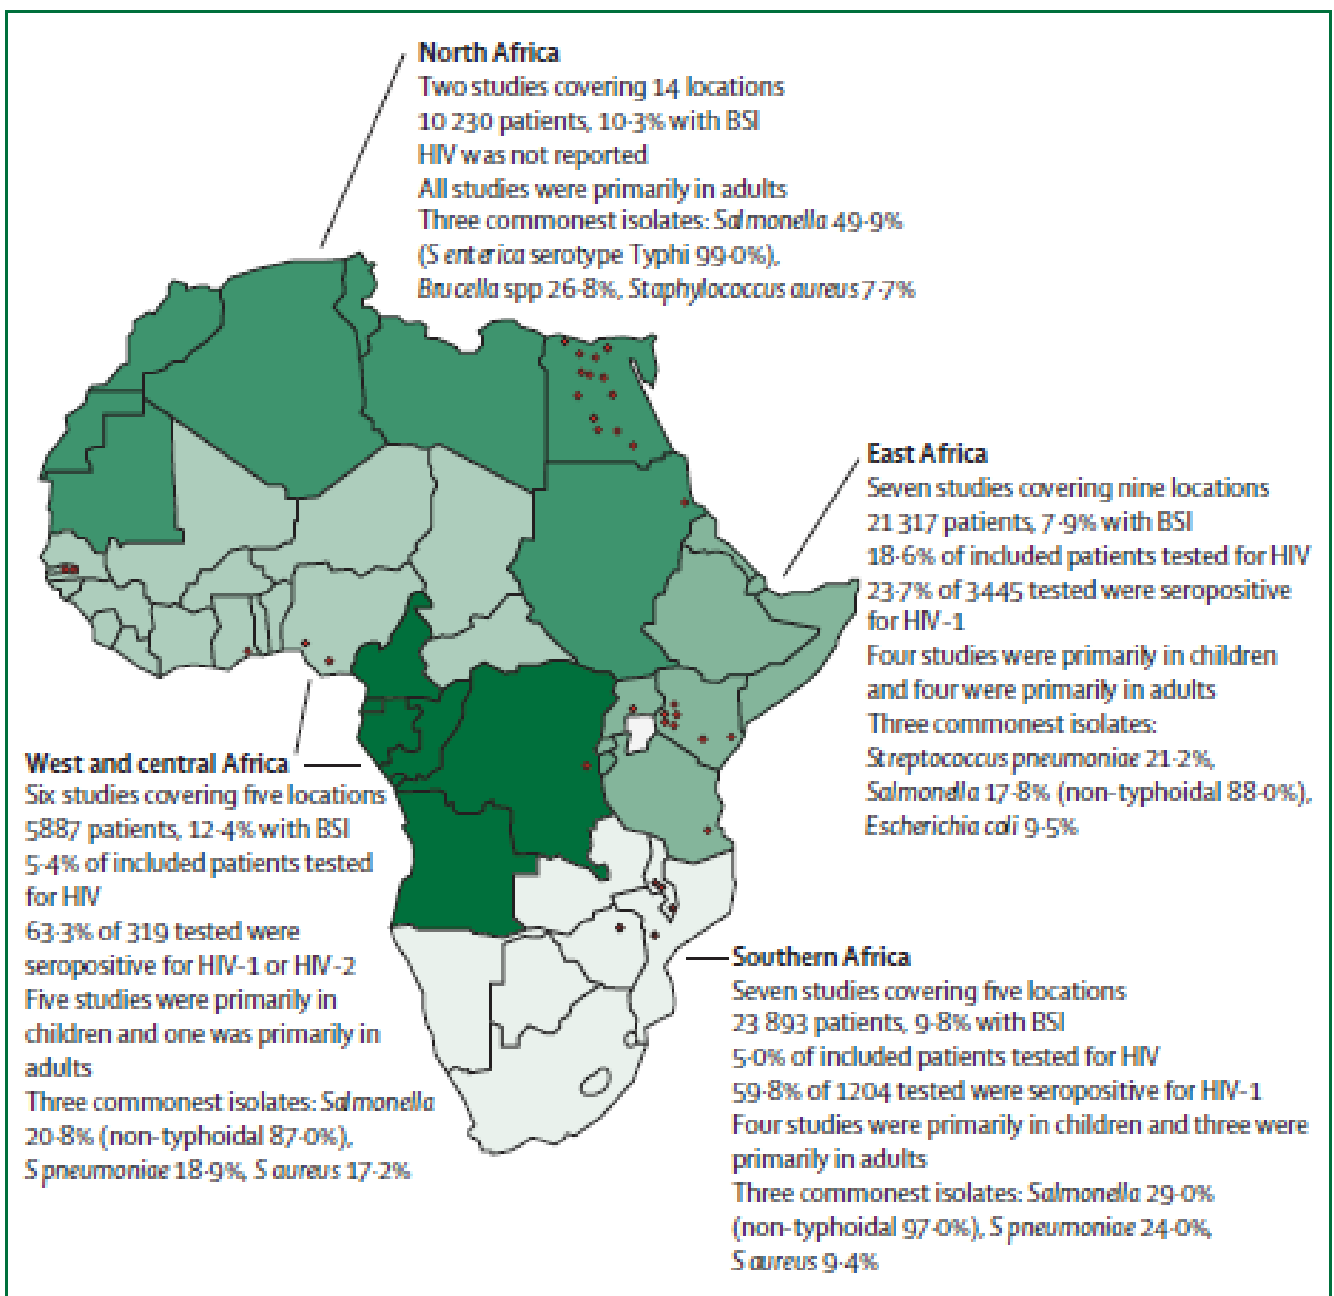 North Africa
Two studies covering 14 locations
10 230 patients, 10·3% with BSI
HIV was not reported
All studies were primarily in adults
Three commonest isolates: Salmonella 49·9%
(S enterica serotype Typhi 99·0%),
Brucella spp 26·8%, Staphylococcus aureus 7·7%
East Africa
Seven studies covering nine locations
21 317 patients, 7·9% with BSI
18·6% of included patients tested for HIV
23·7% of 3445 tested were seropositive
for HIV-1
Four studies were primarily in children
and four were primarily in adults
Three commonest isolates:
Streptococcus pneumoniae 21·2%,
Salmonella 17·8% (non-typhoidal 88·0%),
Escherichia coli 9·5%
West and central Africa
Six studies covering five locations
5887 patients, 12·4% with BSI
5·4% of included patients tested
for HIV
63·3% of 319 tested were
seropositive for HIV-1 or HIV-2
Five studies were primarily in
children and one was primarily in
adults
Three commonest isolates: Salmonella
20·8% (non-typhoidal 87·0%),
S pneumoniae 18·9%, S aureus 17·2%
Southern Africa
Seven studies covering five locations
23 893 patients, 9·8% with BSI
5·0% of included patients tested for HIV
59·8% of 1204 tested were seropositive for HIV-1
Four studies were primarily in children and three were
primarily in adults
Three commonest isolates: Salmonella 29·0%
(non-typhoidal 97·0%), S pneumoniae 24·0%,
S aureus 9·4%